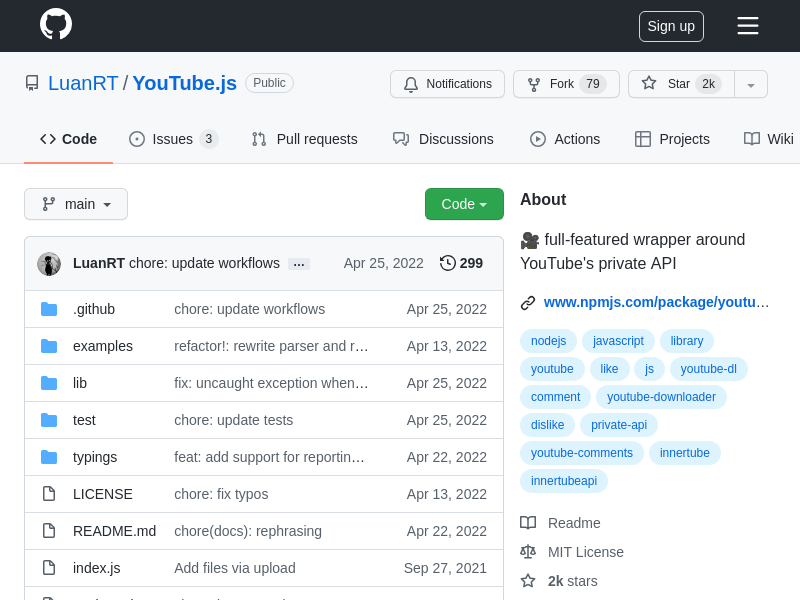 Sign up
LuanRT / YouTube.js Public
Notifications
Fork 79
Star 2k
Code
Issues 3
Pull requests
Discussions
Actions
Projects
Wiki
main
Code
LuanRT chore: update workflows ... Apr 25, 2022 299
.github chore: update workflows Apr 25, 2022
examples refactor!: rewrite parser and r… Apr 13, 2022
lib fix: uncaught exception when… Apr 25, 2022
test chore: update tests Apr 25, 2022
typings feat: add support for reportin… Apr 22, 2022
LICENSE chore: fix typos Apr 13, 2022
README.md chore(docs): rephrasing Apr 22, 2022
index.js Add files via upload Sep 27, 2021
About
🎥 full-featured wrapper around
YouTube's private API
www.npmjs.com/package/youtu…
nodejs javascript library
youtube like js youtube-dl
comment youtube-downloader
dislike private-api
youtube-comments innertube
innertubeapi
Readme
MIT License
2k stars